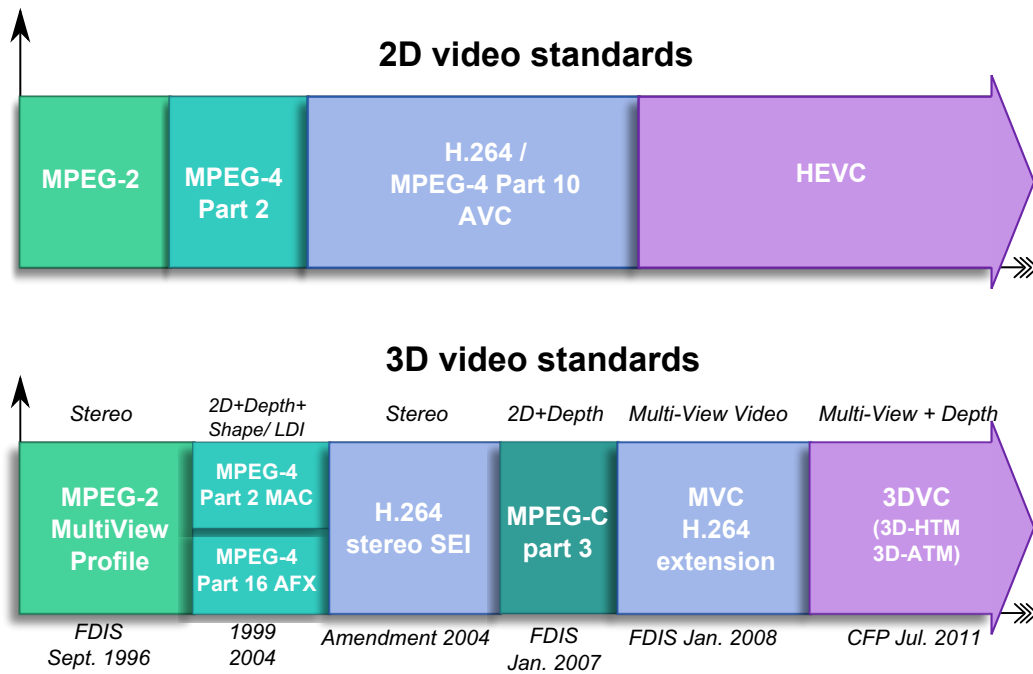 2D video standards
MPEG-2
MPEG-4
Part 2
H.264 /
MPEG-4 Part 10
AVC
HEVC
3D video standards
Stereo
2D+Depth+
Shape/ LDI
Stereo
2D+Depth
Multi-View Video
Multi-View + Depth
MPEG-2
MultiView
Profile
MPEG-4
Part 2 MAC
MPEG-4
Part 16 AFX
H.264
stereo SEI
MPEG-C
part 3
MVC
H.264
extension
3DVC
(3D-HTM
3D-ATM)
FDIS
Sept. 1996
1999
2004
Amendment 2004
FDIS
Jan. 2007
FDIS Jan. 2008
CFP Jul. 2011